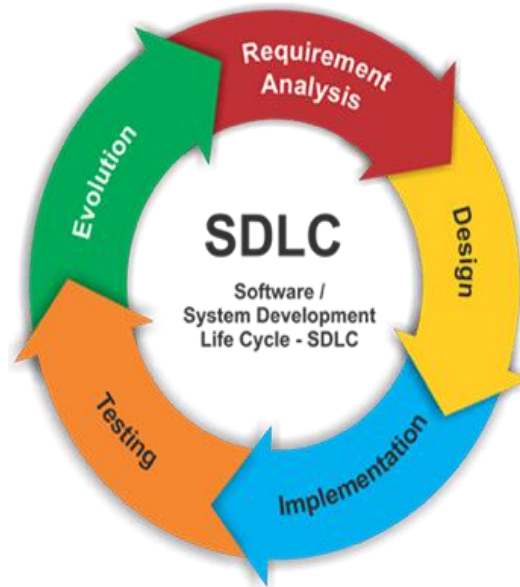 Requirement
Analysis
Design
Implementation
Testing
Evolution
SDLC
Software /
System Development
Life Cycle - SDLC